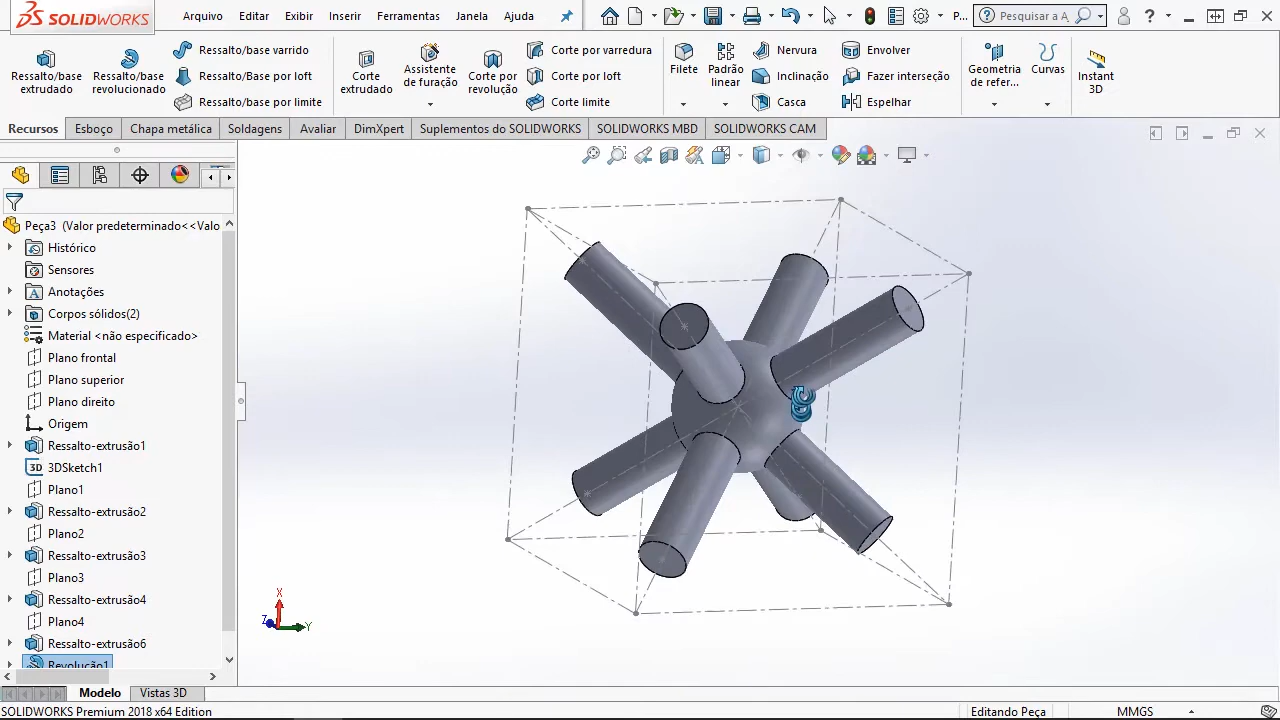 SOLIDWORKS
Arquivo Editar Exibir Inserir Ferramentas Janela Ajuda
P...
Pesquisar a A
Ressalto/base extrudado
Ressalto/base revolucionado
Ressalto/base varrido
Ressalto/Base por loft
Ressalto/base por limite
Corte extrudado
Assistente de furação
Corte por revolução
Corte por varredura
Corte por loft
Corte limite
Filete
Padrão linear
Nervura
Inclinação
Casca
Envolver
Fazer interseção
Espelhar
Geometria de refer...
Curvas
Instant 3D
Recursos Esboço Chapa metálica Soldagens Avaliar DimXpert Suplementos do SOLIDWORKS SOLIDWORKS MBD SOLIDWORKS CAM
Peça3 (Valor predeterminado<<Valo
Histórico
Sensores
Anotações
Corpos sólidos(2)
Material <não especificado>
Plano frontal
Plano superior
Plano direito
Origem
Ressalto-extrusão1
3D 3DSketch1
Plano1
Ressalto-extrusão2
Plano2
Ressalto-extrusão3
Plano3
Ressalto-extrusão4
Plano4
Ressalto-extrusão6
Revolução1
X
Y
Z
Modelo Vistas 3D
SOLIDWORKS Premium 2018 x64 Edition
Editando Peça
MMGS